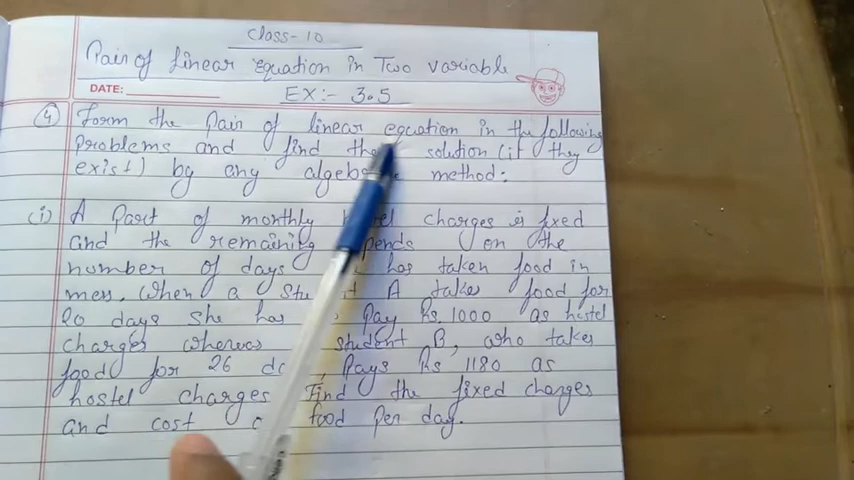 Class-10
Pair of Linear Equation in Two variable
DATE:
EX:- 3.5
4 Form the Pair of linear equation in the following
Problems and find the solution (if they
exist) by any method:
(i) A Part of monthly charges is fixed
and the remaining on the
number of days has taken food in
mess. When a A takes food for
20 days she has Pay Rs 1000 as hostel
charges whereas student B, who takes
food for 26 Pays Rs 1180 as
hostel charges Find the fixed charges
and cost food per day.